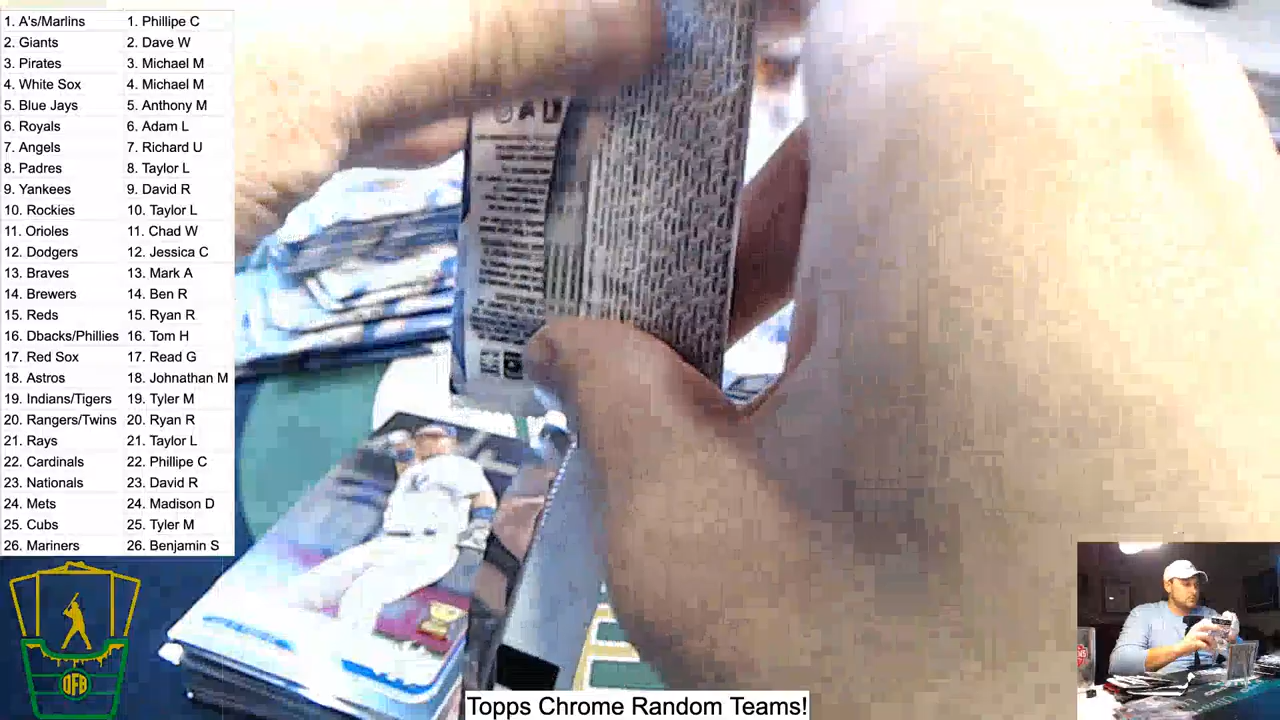 1. A's/Marlins 1. Phillipe C
2. Giants 2. Dave W
3. Pirates 3. Michael M
4. White Sox 4. Michael M
5. Blue Jays 5. Anthony M
6. Royals 6. Adam L
7. Angels 7. Richard U
8. Padres 8. Taylor L
9. Yankees 9. David R
10. Rockies 10. Taylor L
11. Orioles 11. Chad W
12. Dodgers 12. Jessica C
13. Braves 13. Mark A
14. Brewers 14. Ben R
15. Reds 15. Ryan R
16. Dbacks/Phillies 16. Tom H
17. Red Sox 17. Read G
18. Astros 18. Johnathan M
19. Indians/Tigers 19. Tyler M
20. Rangers/Twins 20. Ryan R
21. Rays 21. Taylor L
22. Cardinals 22. Phillipe C
23. Nationals 23. David R
24. Mets 24. Madison D
25. Cubs 25. Tyler M
26. Mariners 26. Benjamin S
OFB
Topps Chrome Random Teams!